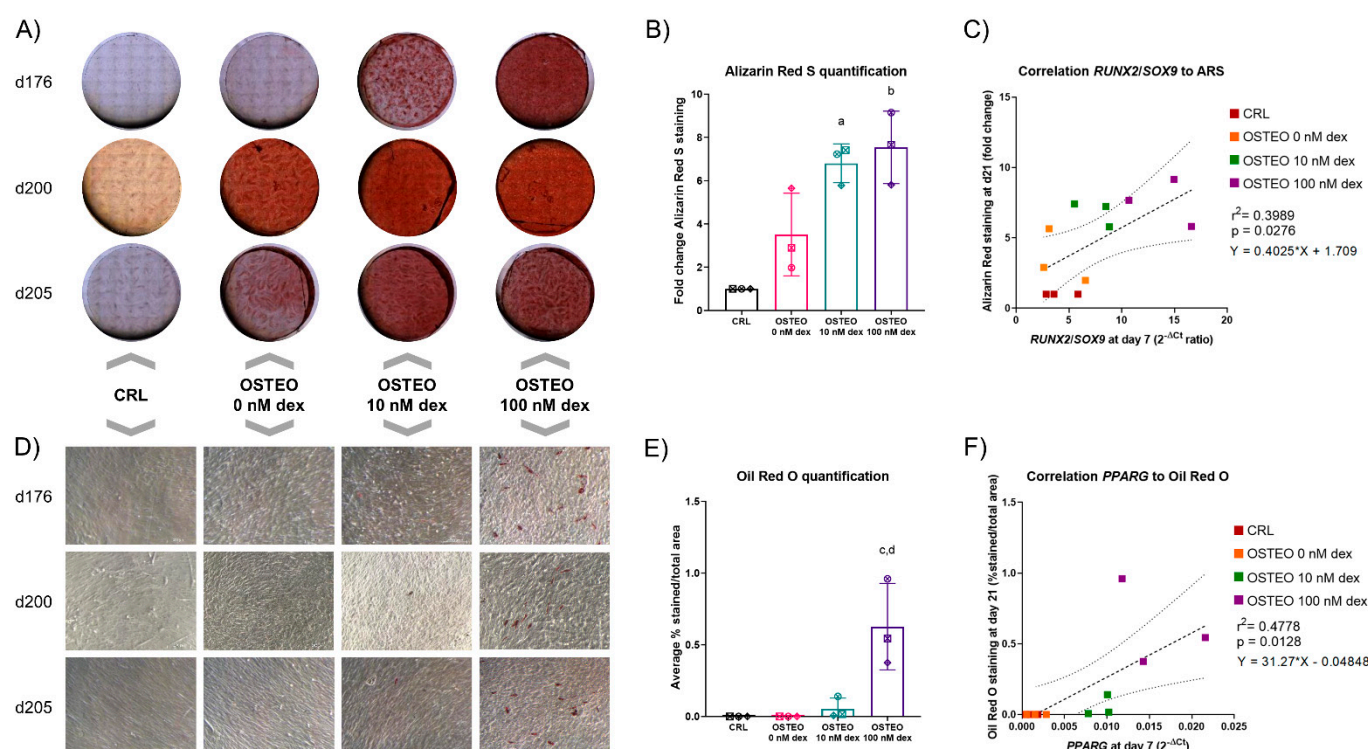 A)
d176
d200
d205
CRL
OSTEO
0 nM dex
OSTEO
10 nM dex
OSTEO
100 nM dex
B)
Alizarin Red S quantification
Fold change Alizarin Red S staining
10
8
6
4
2
0
a
b
CRL
OSTEO
0 nM dex
OSTEO
10 nM dex
OSTEO
100 nM dex
C)
Correlation RUNX2/SOX9 to ARS
Alizarin Red staining at d21 (fold change)
15
10
5
0
0
5
10
15
20
RUNX2/SOX9 at day 7 (2^-ΔCt ratio)
CRL
OSTEO 0 nM dex
OSTEO 10 nM dex
OSTEO 100 nM dex
r²= 0.3989
p = 0.0276
Y = 0.4025*X + 1.709
D)
d176
d200
d205
E)
Oil Red O quantification
Average % stained/total area
1.5
1.0
0.5
0.0
c,d
CRL
OSTEO
0 nM dex
OSTEO
10 nM dex
OSTEO
100 nM dex
F)
Correlation PPARG to Oil Red O
Oil Red O staining at day 21 (%stained/total area)
1.5
1.0
0.5
0.0
0.000
0.005
0.010
0.015
0.020
0.025
PPARG at day 7 (2^-ΔCt)
CRL
OSTEO 0 nM dex
OSTEO 10 nM dex
OSTEO 100 nM dex
r²= 0.4778
p = 0.0128
Y = 31.27*X - 0.04848